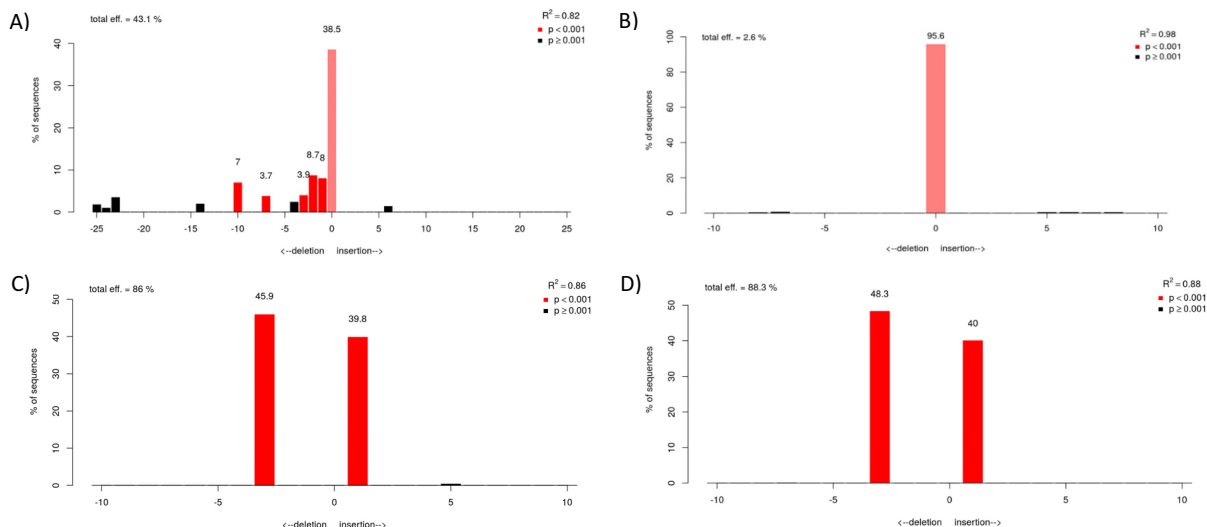 A)
total eff. = 43.1 %
R² = 0.82
p < 0.001
p ≥ 0.001
% of sequences
40
30
20
10
0
7
3.7
3.9
8.7
8
38.5
-25 -20 -15 -10 -5 0 5 10 15 20 25
<--deletion insertion-->
B)
total eff. = 2.6 %
R² = 0.98
p < 0.001
p ≥ 0.001
% of sequences
100
80
60
40
20
0
95.6
-10 -5 0 5 10
<--deletion insertion-->
C)
total eff. = 86 %
R² = 0.86
p < 0.001
p ≥ 0.001
% of sequences
50
40
30
20
10
0
45.9
39.8
-10 -5 0 5 10
<--deletion insertion-->
D)
total eff. = 88.3 %
R² = 0.88
p < 0.001
p ≥ 0.001
% of sequences
50
40
30
20
10
0
48.3
40
-10 -5 0 5 10
<--deletion insertion-->